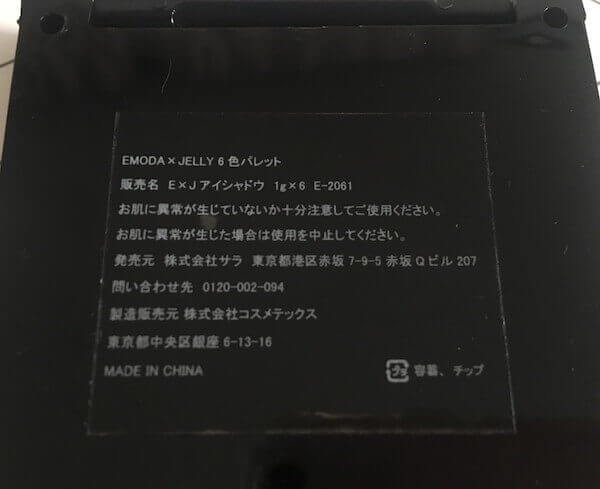 EMODA×JELLY 6色パレット
販売名 E×Jアイシャドウ 1g×6 E-2061
お肌に異常が生じていないか十分注意してご使用ください。
お肌に異常が生じた場合は使用を中止してください。
発売元 株式会社サラ 東京都港区赤坂7-9-5赤坂Qビル207
問い合わせ先 0120-002-094
製造販売元 株式会社コスメテックス
東京都中央区銀座6-13-16
MADE IN CHINA プラ 容器、チップ